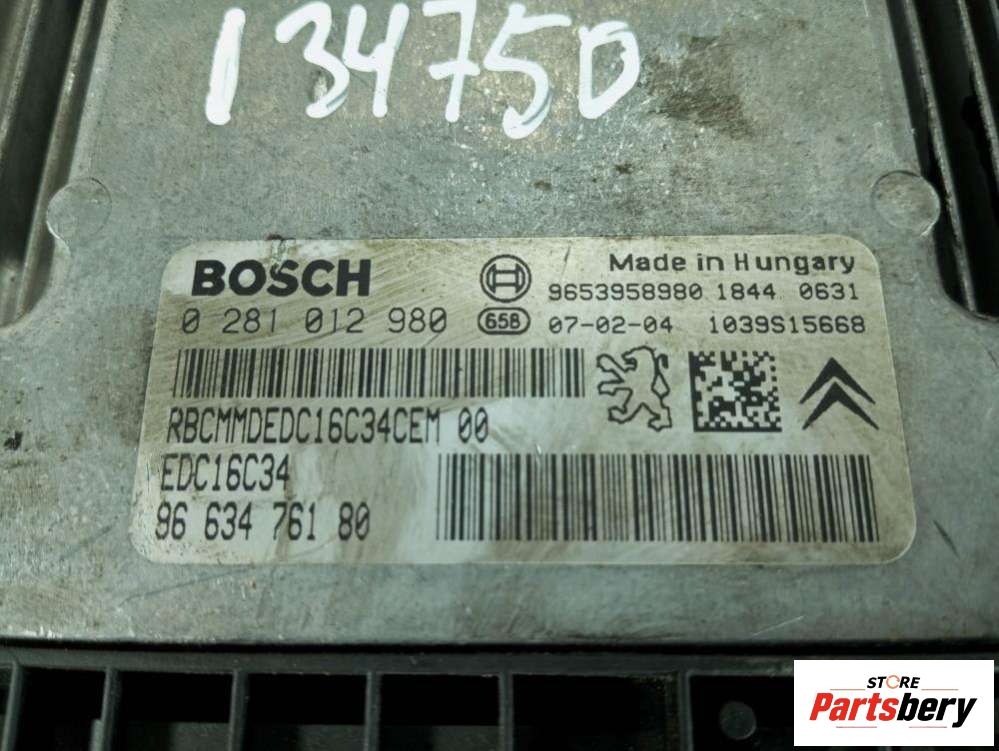 134750
BOSCH
Made in Hungary
9653958980 1844 0631
0 281 012 980 658 07-02-04 1039S15668
RBCMMDEDC16C34CEM 00
EDC16C34
96 634 761 80
STORE
Partsbery